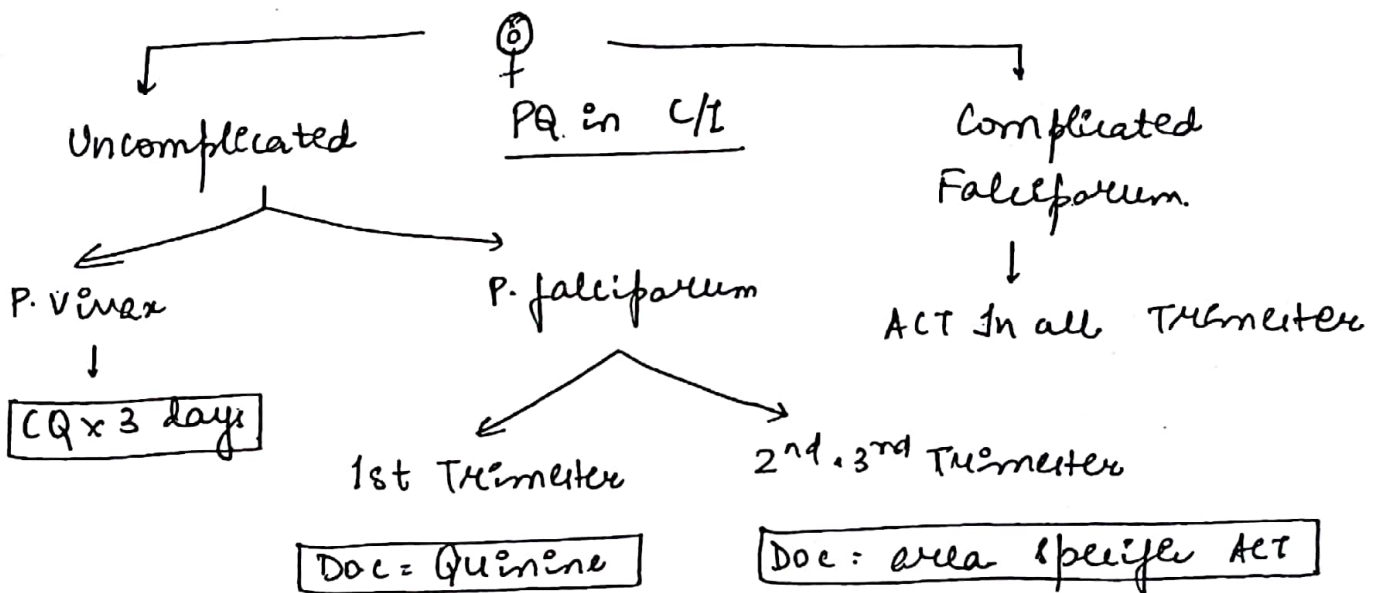 Uncomplicated
PQ in C/I
Complicated
Falciparum.
P. Vivax
P. falciparum
ACT In all Trimester
CQ x 3 days
1st Trimester
2nd, 3rd Trimester
Doc = Quinine
Doc : area specific ACT